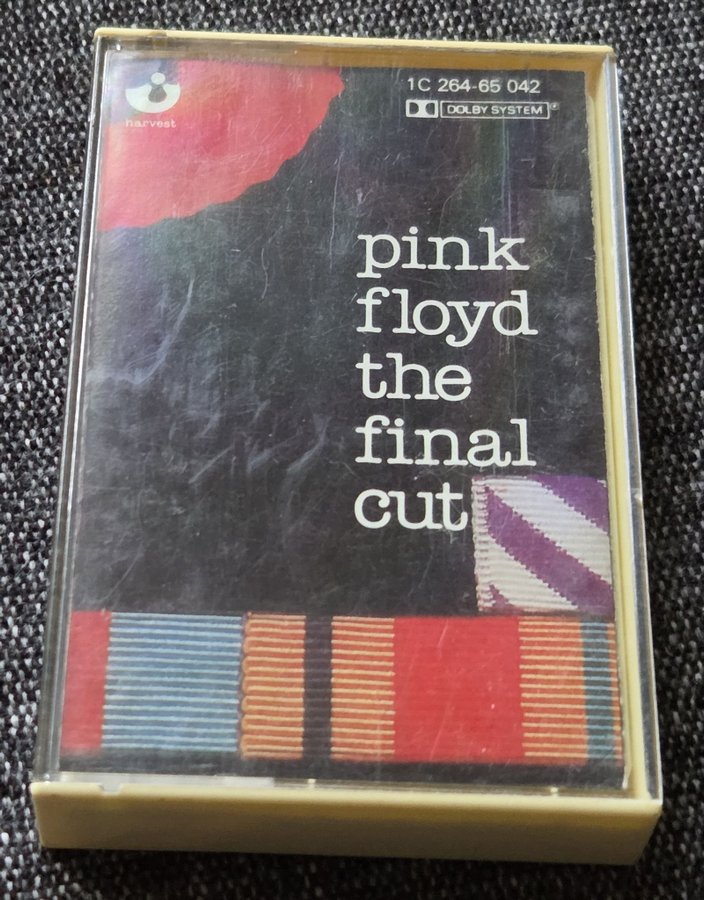 harvest
1C 264-65 042
DOLBY SYSTEM®
pink
floyd
the
final
cut